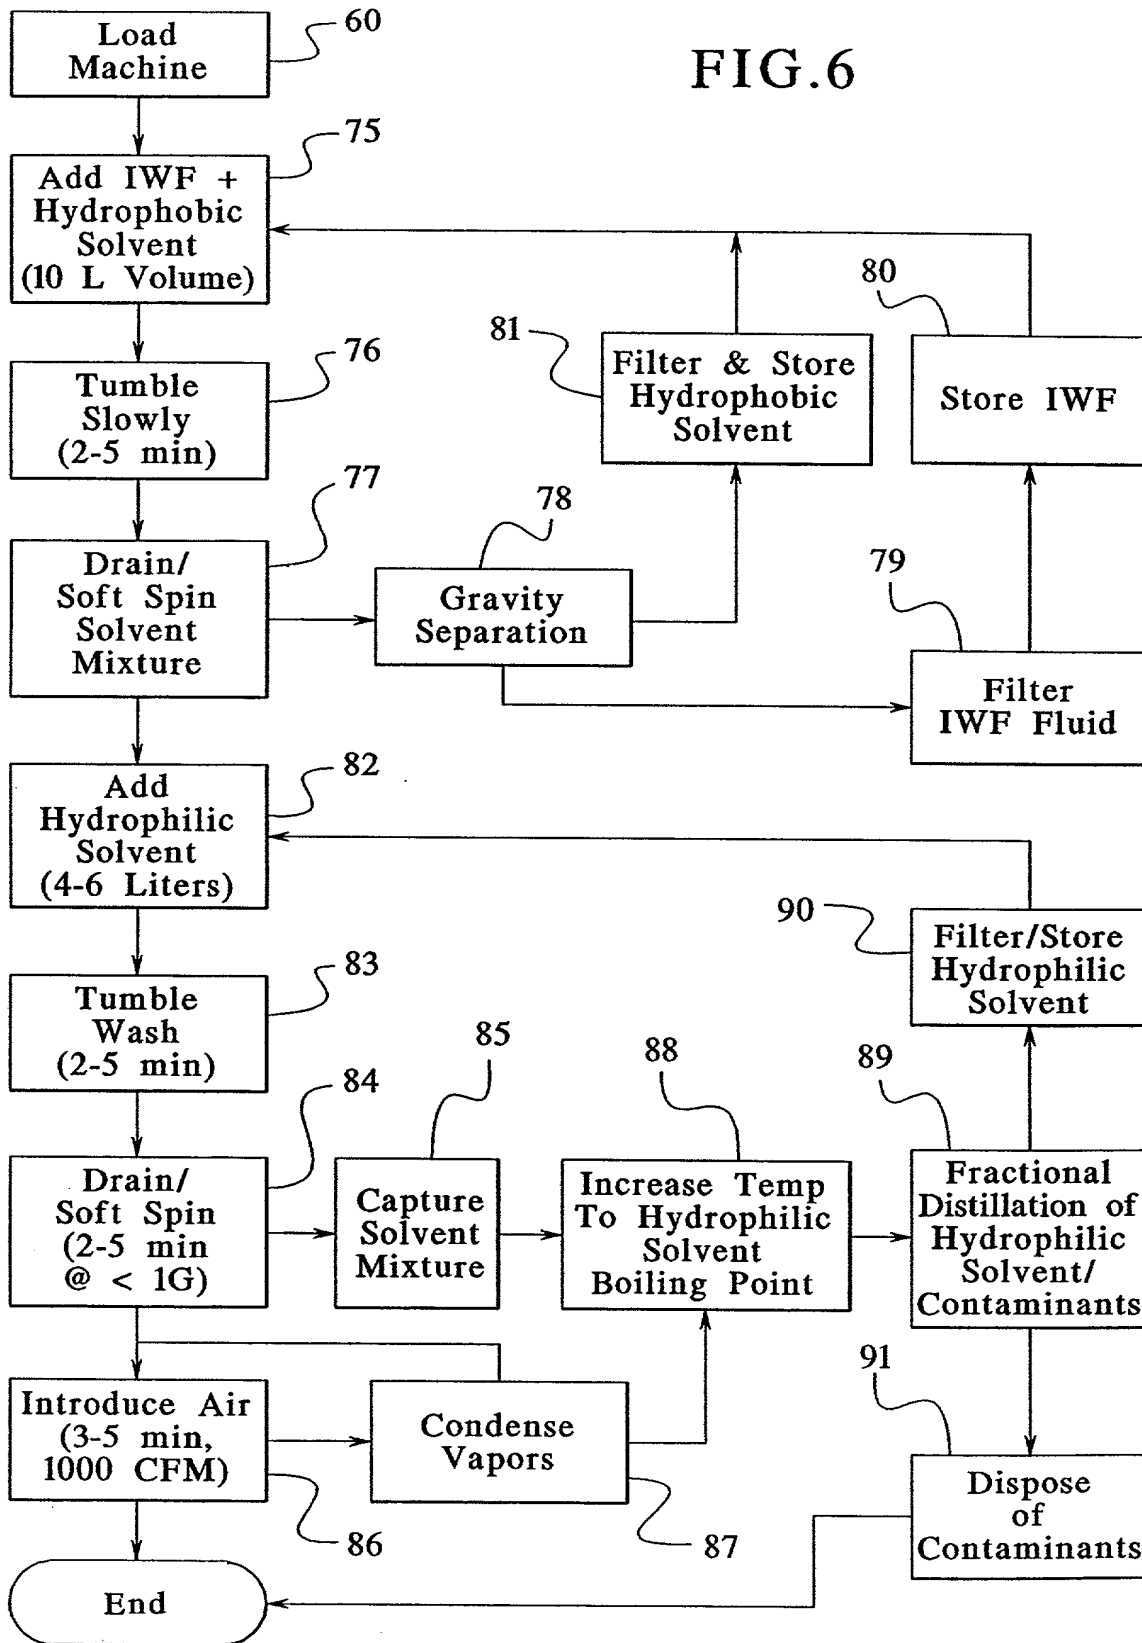 FIG.6
Load
Machine
60
75
Add IWF +
Hydrophobic
Solvent
(10 L Volume)
76
Tumble
Slowly
(2-5 min)
77
Drain/
Soft Spin
Solvent
Mixture
78
Gravity
Separation
81
Filter & Store
Hydrophobic
Solvent
80
Store IWF
79
Filter
IWF Fluid
82
Add
Hydrophilic
Solvent
(4-6 Liters)
83
Tumble
Wash
(2-5 min)
84
Drain/
Soft Spin
(2-5 min
@ < 1G)
85
Capture
Solvent
Mixture
88
Increase Temp
To Hydrophilic
Solvent
Boiling Point
90
Filter/Store
Hydrophilic
Solvent
89
Fractional
Distillation of
Hydrophilic
Solvent/
Contaminants
Introduce Air
(3-5 min,
1000 CFM)
86
Condense
Vapors
87
91
Dispose
of
Contaminants
End